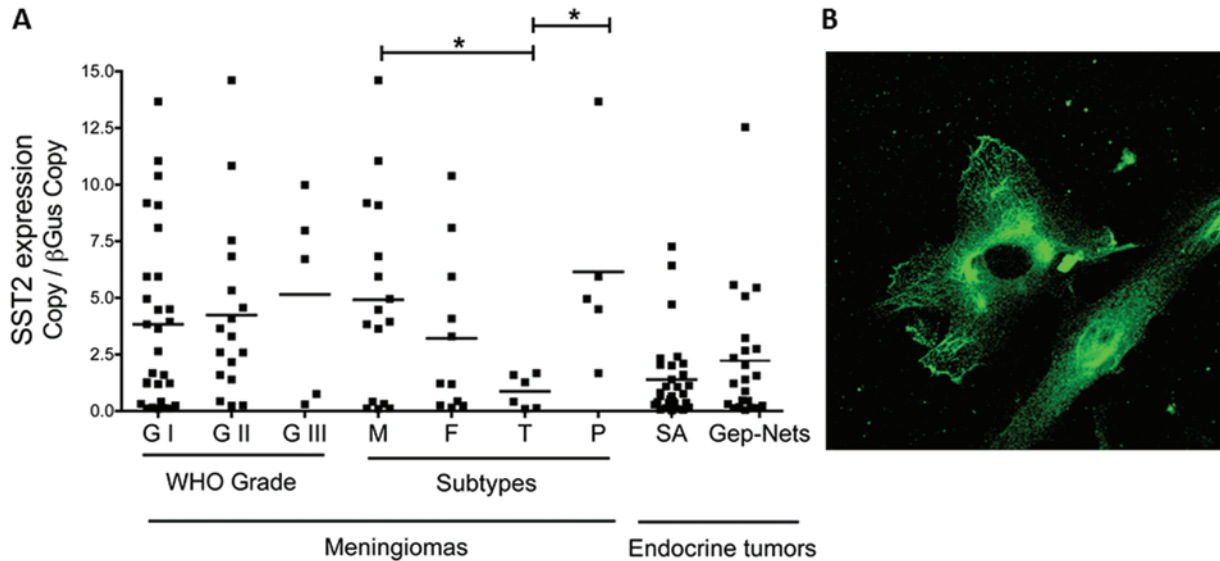 A
B
*
*
SST2 expression
Copy / βGus Copy
15.0
12.5
10.0
7.5
5.0
2.5
0.0
G I G II G III M F T P SA Gep-Nets
WHO Grade Subtypes
Meningiomas Endocrine tumors